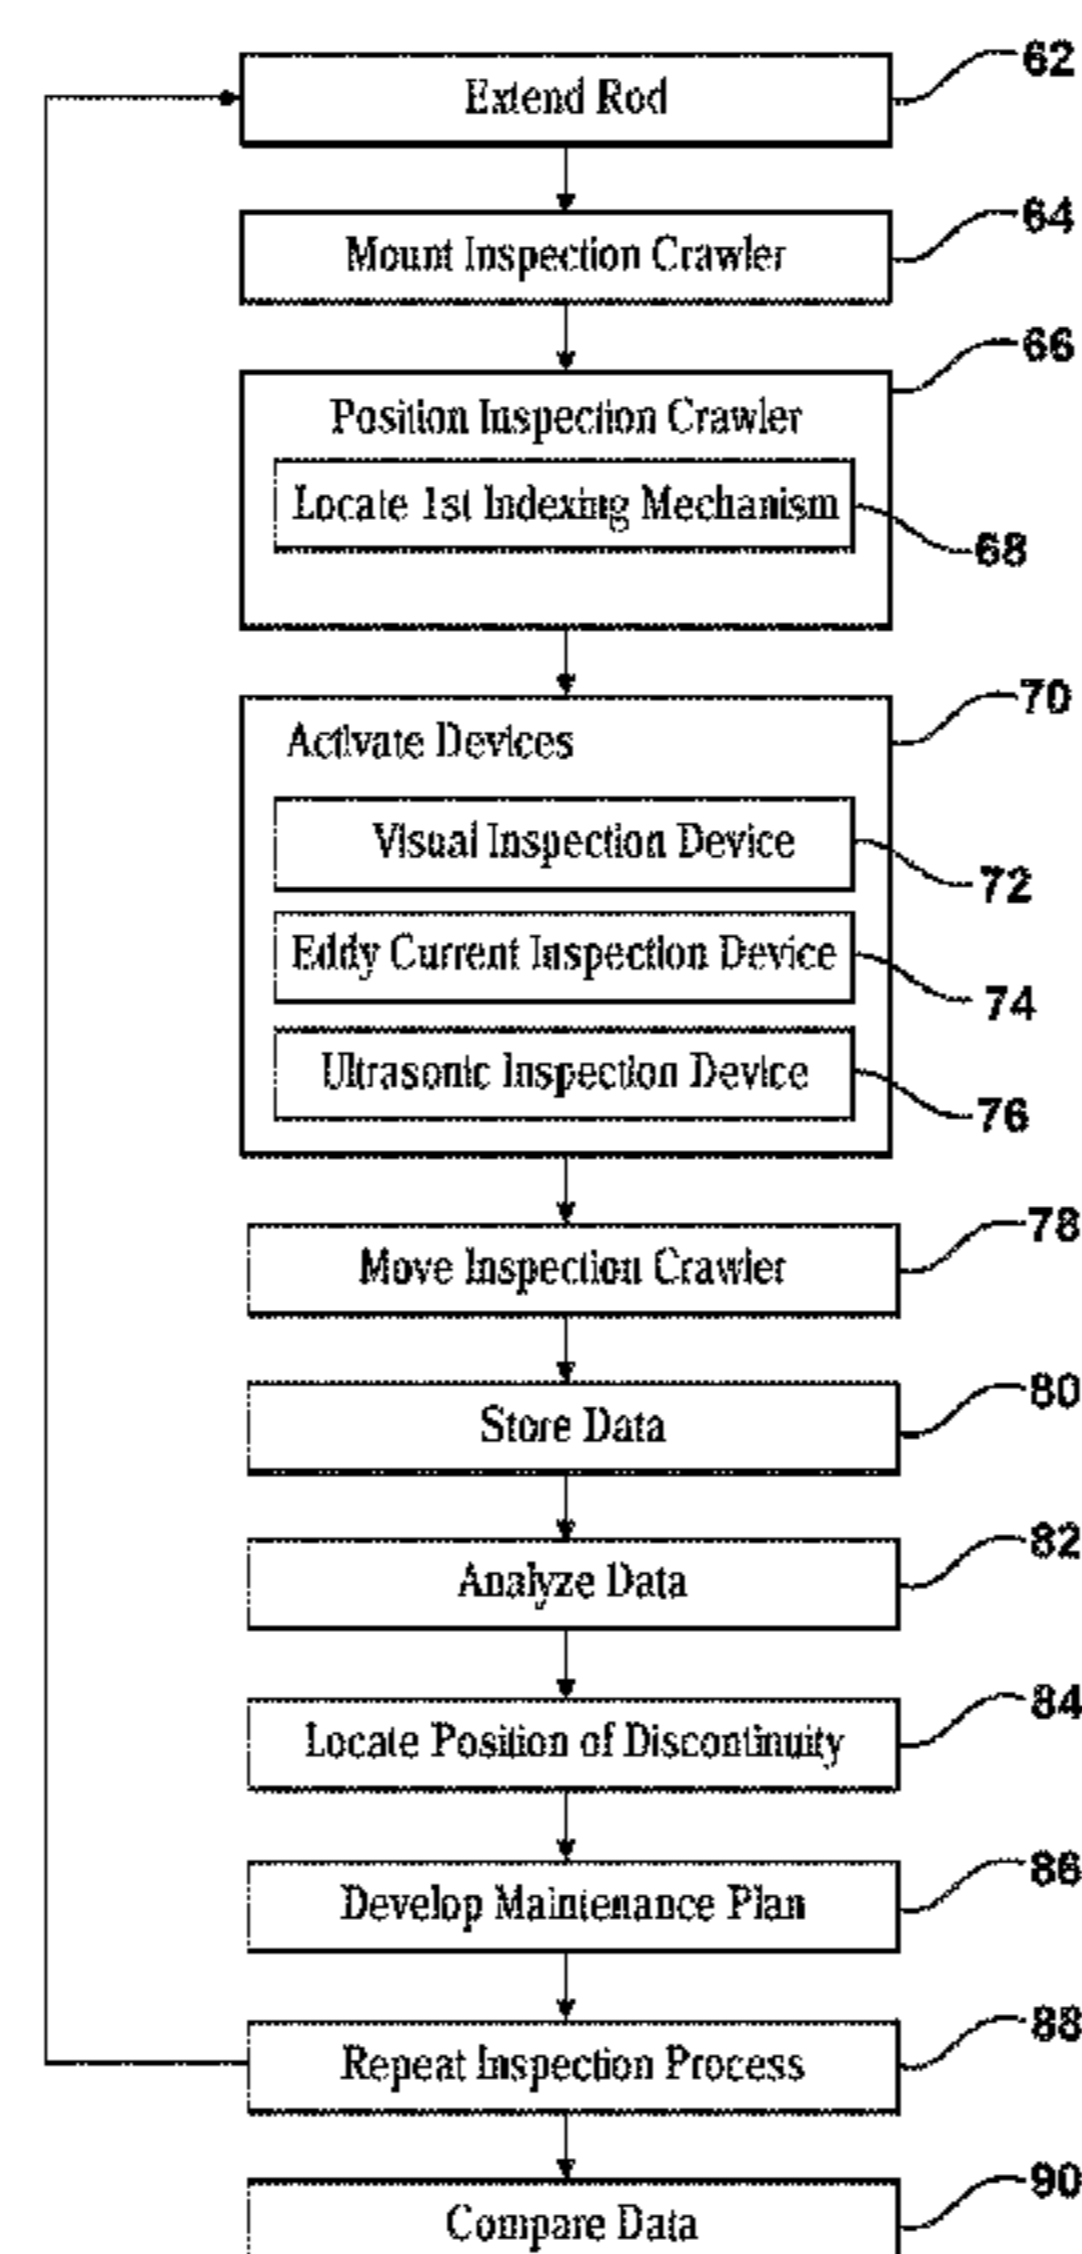 Extend Rod
62
Mount Inspection Crawler
64
Position Inspection Crawler
66
Locate 1st Indexing Mechanism
68
Activate Devices
70
Visual Inspection Device
72
Eddy Current Inspection Device
74
Ultrasonic Inspection Device
76
Move Inspection Crawler
78
Store Data
80
Analyze Data
82
Locate Position of Discontinuity
84
Develop Maintenance Plan
86
Repeat Inspection Process
88
Compare Data
90